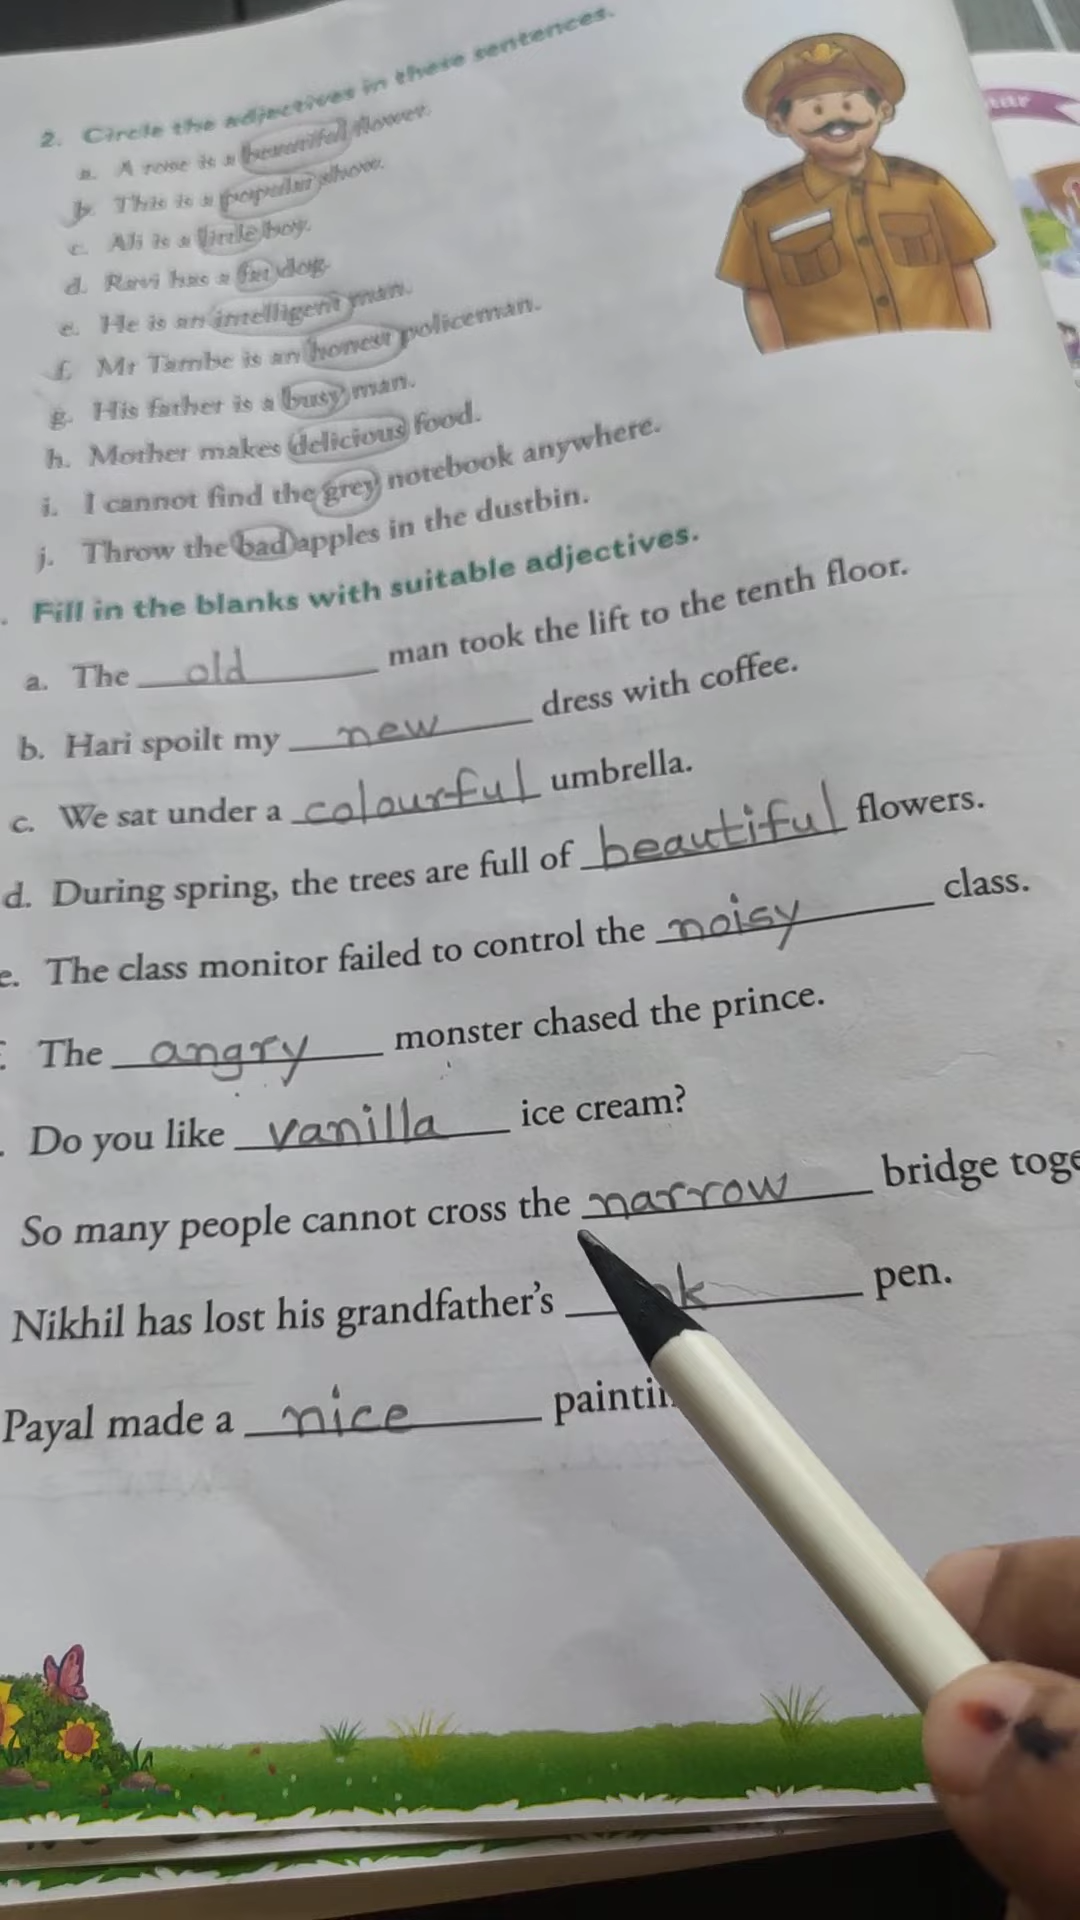 2. Circle the adjectives in these sentences.
a. A rose is a beautiful flower.
b. This is a popular show.
c. Ali is a little boy.
d. Ravi has a fat dog.
e. He is an intelligent man.
f. Mr Tambe is an honest policeman.
g. His father is a busy man.
h. Mother makes delicious food.
i. I cannot find the grey notebook anywhere.
j. Throw the bad apples in the dustbin.
. Fill in the blanks with suitable adjectives.
a. The old man took the lift to the tenth floor.
b. Hari spoilt my new dress with coffee.
c. We sat under a colourful umbrella.
d. During spring, the trees are full of beautiful flowers.
e. The class monitor failed to control the noisy class.
The angry monster chased the prince.
. Do you like vanilla ice cream?
So many people cannot cross the narrow bridge toge
Nikhil has lost his grandfather's pen.
Payal made a nice paintin